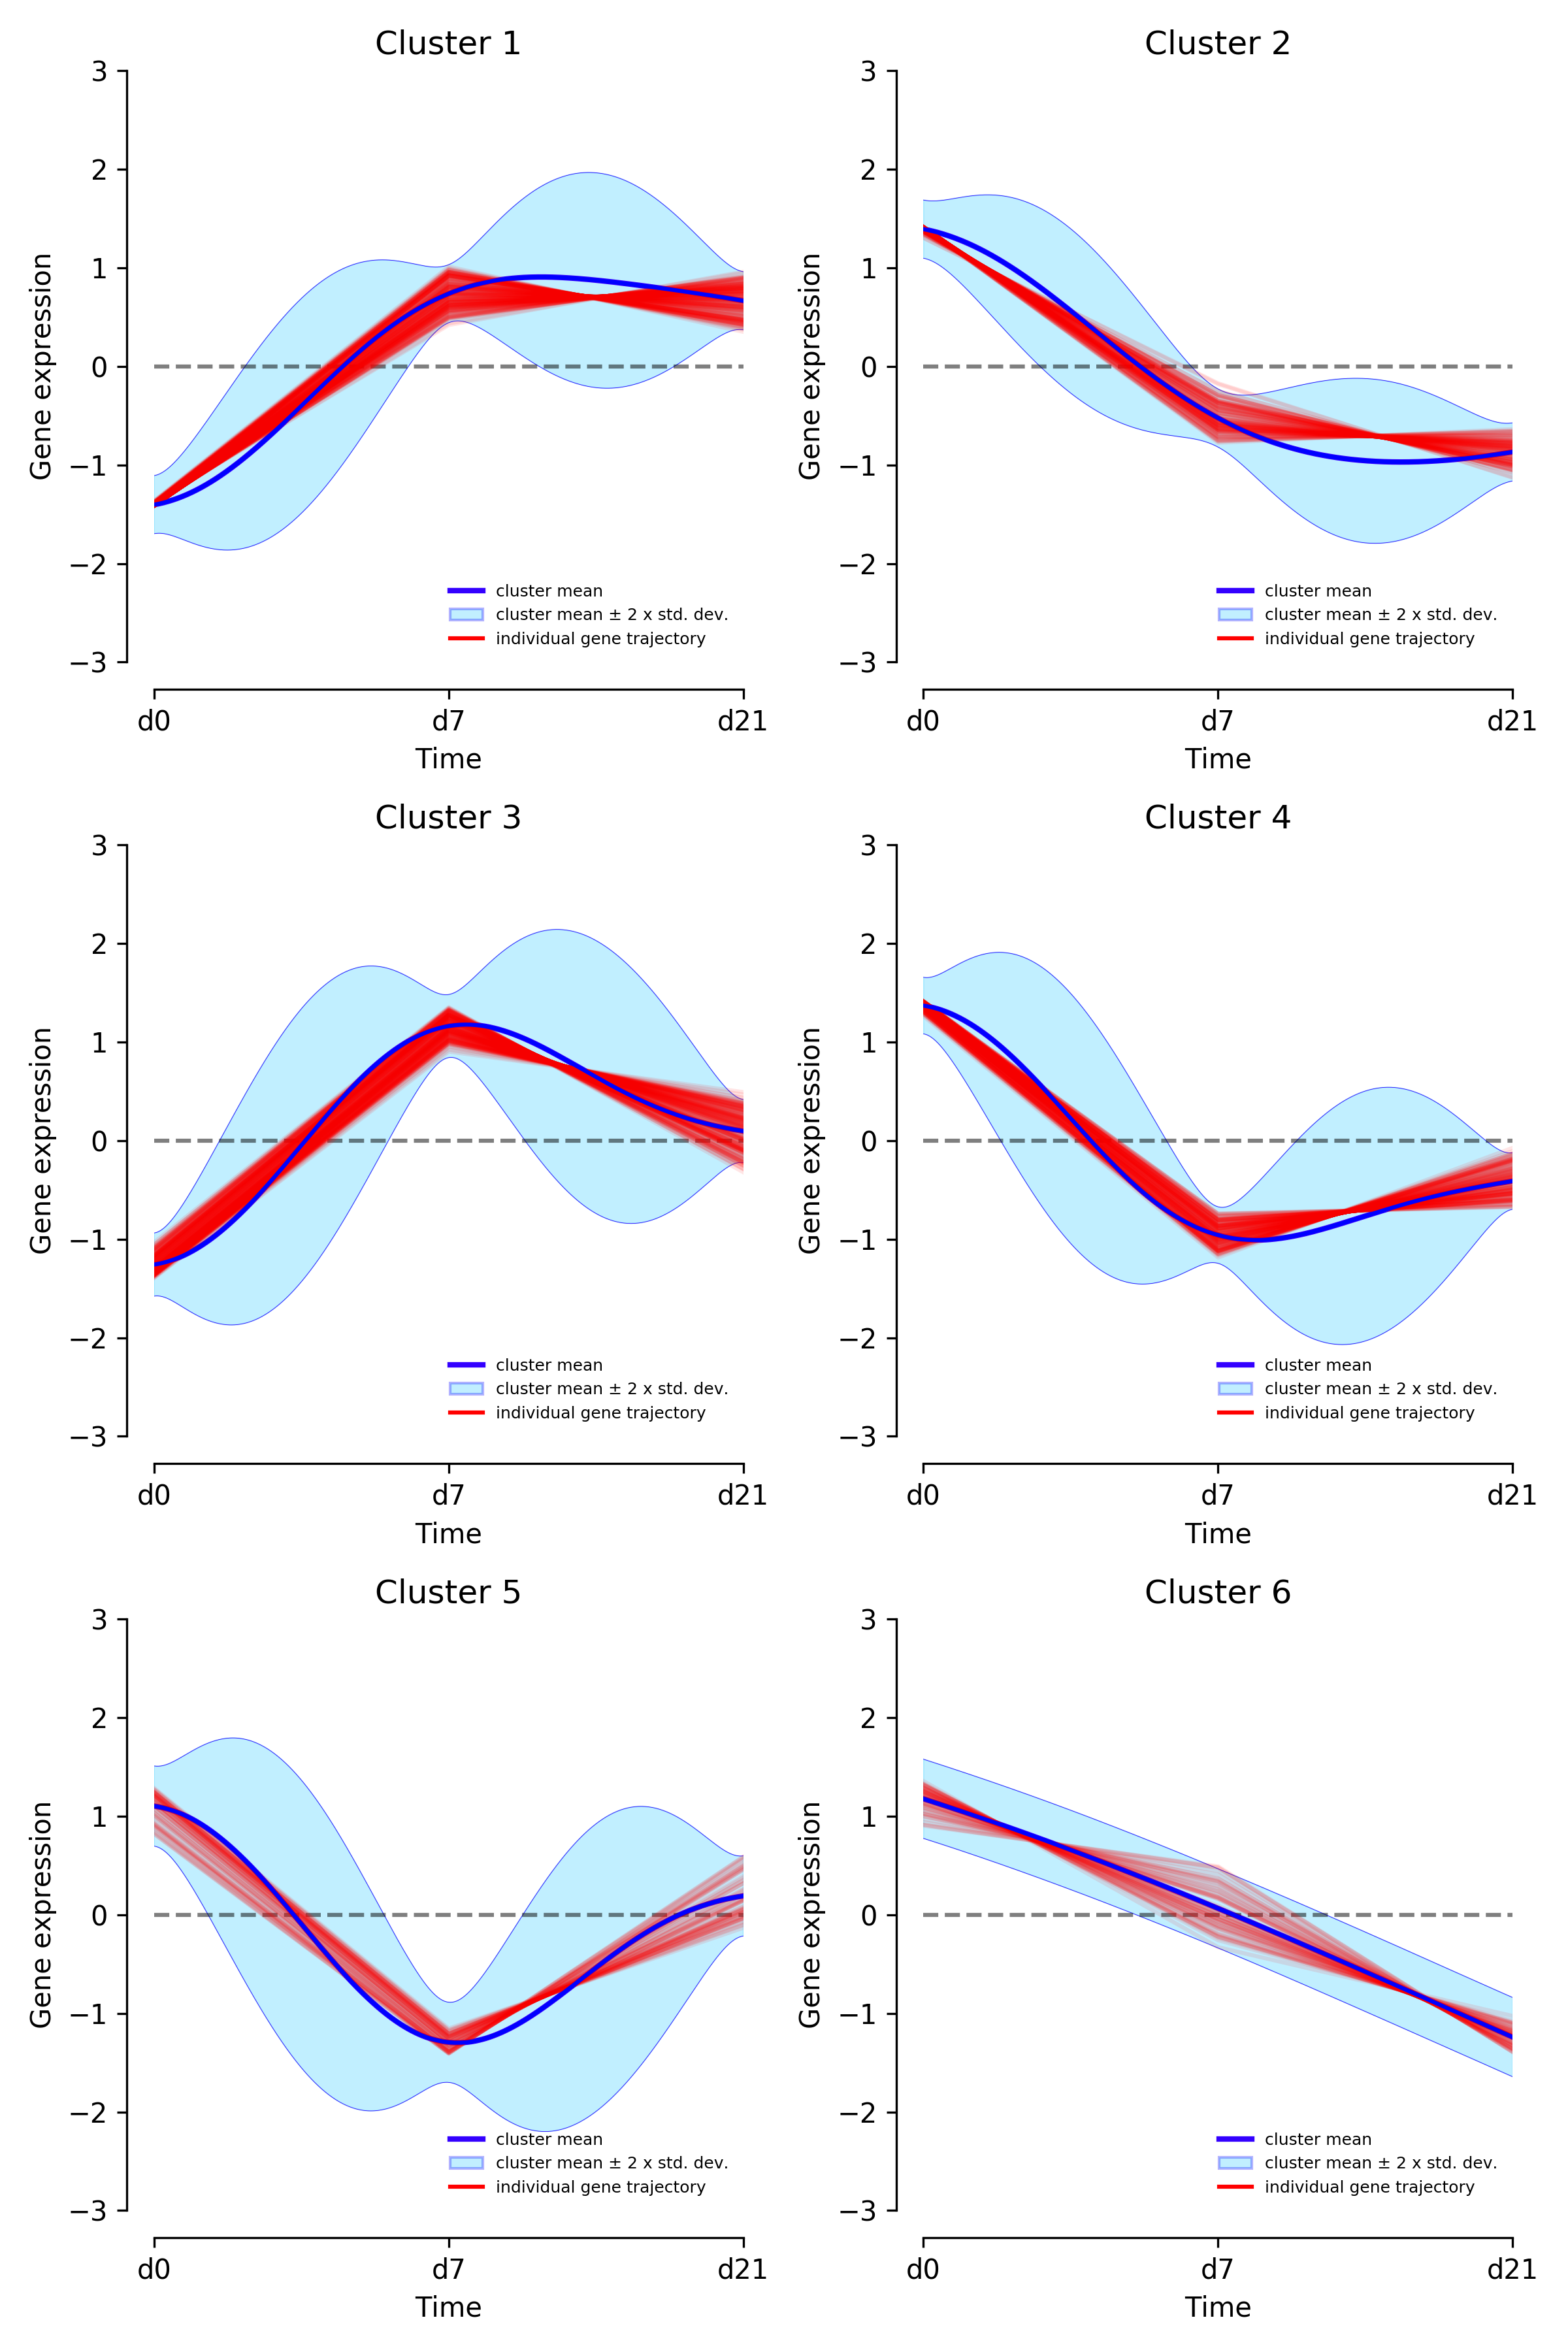 Cluster 1
3
2
1
0
−1
−2
−3
Gene expression
cluster mean
cluster mean ± 2 x std. dev.
individual gene trajectory
d0 d7 d21
Time
Cluster 2
3
2
1
0
−1
−2
−3
Gene expression
cluster mean
cluster mean ± 2 x std. dev.
individual gene trajectory
d0 d7 d21
Time
Cluster 3
3
2
1
0
−1
−2
−3
Gene expression
cluster mean
cluster mean ± 2 x std. dev.
individual gene trajectory
d0 d7 d21
Time
Cluster 4
3
2
1
0
−1
−2
−3
Gene expression
cluster mean
cluster mean ± 2 x std. dev.
individual gene trajectory
d0 d7 d21
Time
Cluster 5
3
2
1
0
−1
−2
−3
Gene expression
cluster mean
cluster mean ± 2 x std. dev.
individual gene trajectory
d0 d7 d21
Time
Cluster 6
3
2
1
0
−1
−2
−3
Gene expression
cluster mean
cluster mean ± 2 x std. dev.
individual gene trajectory
d0 d7 d21
Time